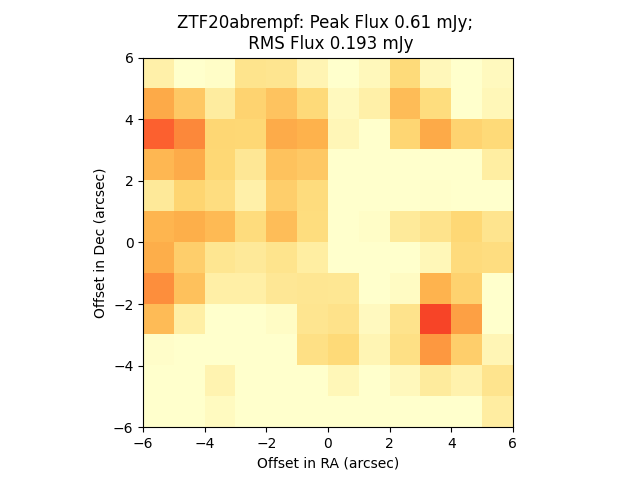 ZTF20abrempf: Peak Flux 0.61 mJy;
RMS Flux 0.193 mJy
6
4
2
0
−2
−4
−6
Offset in Dec (arcsec)
−6 −4 −2 0 2 4 6
Offset in RA (arcsec)